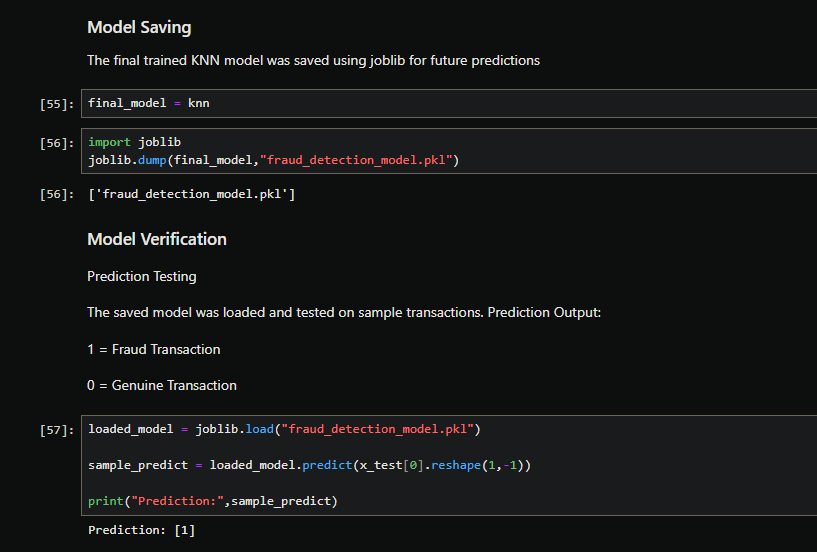 Model Saving
The final trained KNN model was saved using joblib for future predictions
[55]: final_model = knn
[56]: import joblib
joblib.dump(final_model,"fraud_detection_model.pkl")
[56]: ['fraud_detection_model.pkl']
Model Verification
Prediction Testing
The saved model was loaded and tested on sample transactions. Prediction Output:
1 = Fraud Transaction
0 = Genuine Transaction
[57]: loaded_model = joblib.load("fraud_detection_model.pkl")
sample_predict = loaded_model.predict(x_test[0].reshape(1,-1))
print("Prediction:",sample_predict)
Prediction: [1]